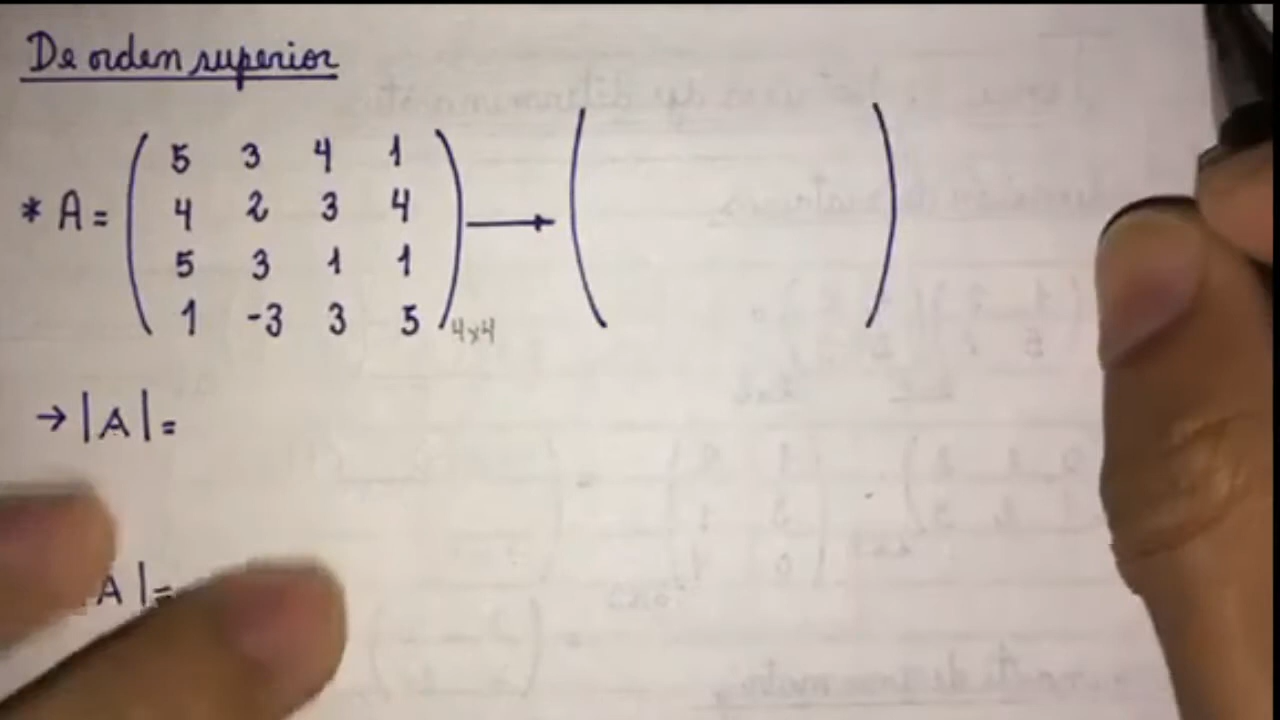 De orden superior
5 3 4 1
4 2 3 4
* A = ( ) → ( )
5 3 1 1
1 -3 3 5
4x4
→ |A| =
A| =